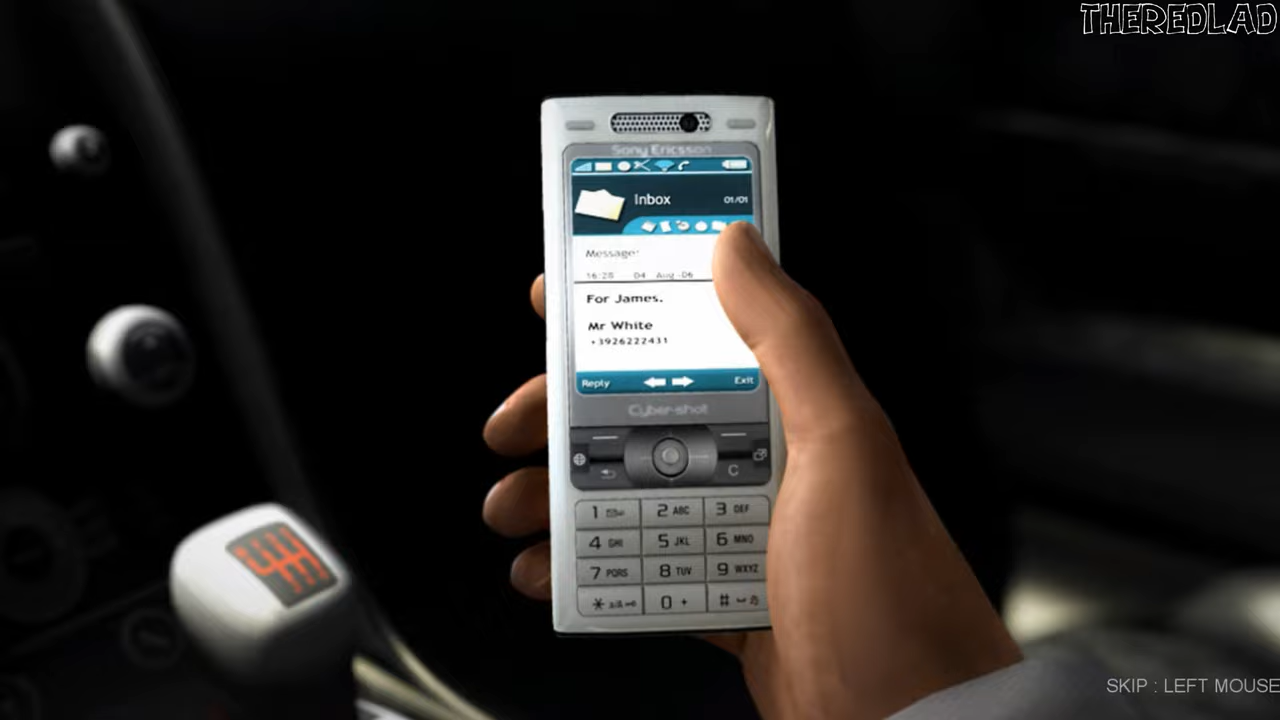 THEREDLAD
Sony Ericsson
Inbox 01/01
Message:
16:28 04 Aug -06
For James.
Mr White
+3926222431
Reply Exit
Cyber-shot
C
1 2 ABC 3 DEF
4 GHI 5 JKL 6 MNO
7 PQRS 8 TUV 9 WXYZ
* 0 + #
SKIP : LEFT MOUSE